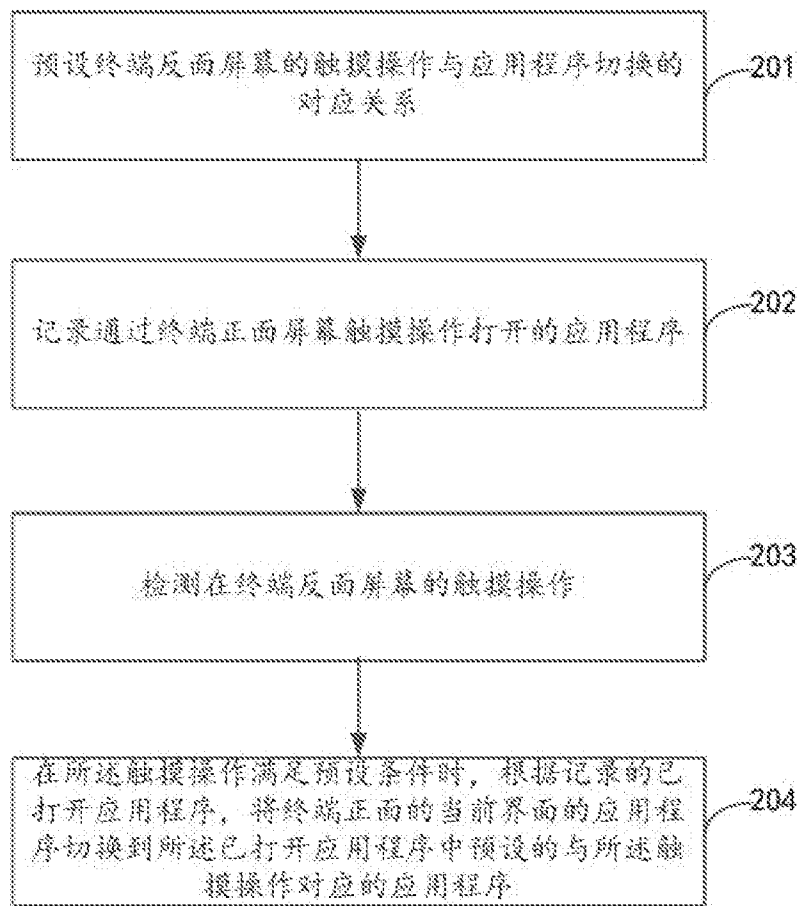 预设终端反面屏幕的触摸操作与应用程序切换的
对应关系
201
记录通过终端正面屏幕触摸操作打开的应用程序
202
检测在终端反面屏幕的触摸操作
203
在所述触摸操作满足预设条件时，根据记录的已
打开应用程序，将终端正面的当前界面的应用程
序切换到所述已打开应用程序中预设的与所述触
摸操作对应的应用程序
204